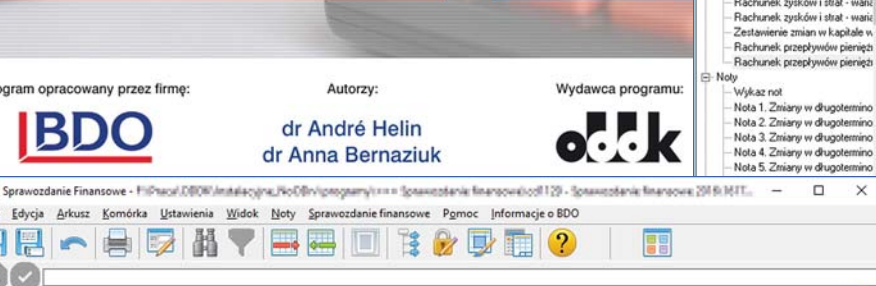 Rachunek zysków i strat - waria
Rachunek zysków i strat - waria
Zestawienie zmian w kapitale w
Rachunek przepływów pienięż
Rachunek przepływów pienięż
Noty
Wykaz not
Nota 1. Zmiany w długotermino
Nota 2. Zmiany w długotermino
Nota 3. Zmiany w długotermino
Nota 4. Zmiany w długotermino
Nota 5. Zmiany w długotermino
ogram opracowany przez firmę:
BDO
Autorzy:
dr André Helin
dr Anna Bernaziuk
Wydawca programu:
oddk
Sprawozdanie Finansowe -
Edycja Arkusz Komórka Ustawienia Widok Noty Sprawozdanie finansowe Pomoc Informacje o BDO